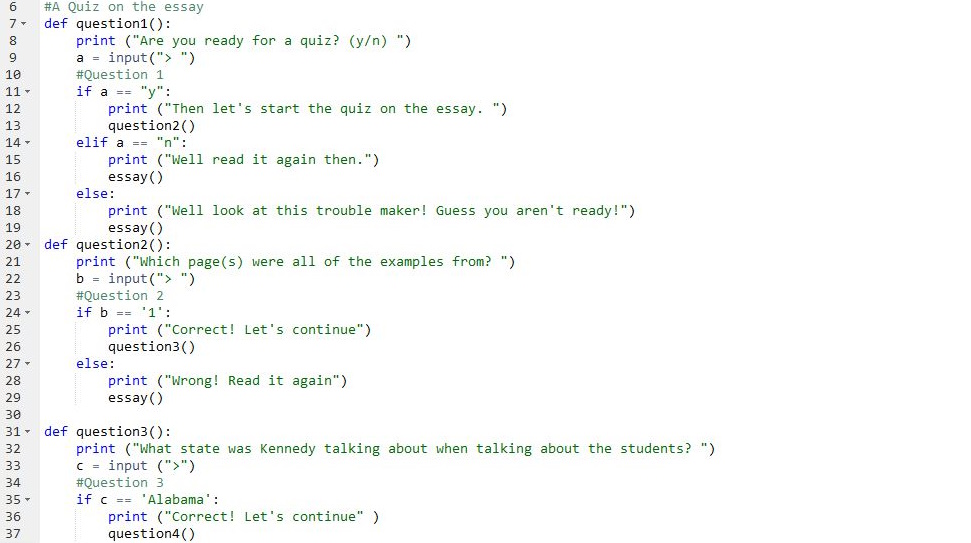 6 #A Quiz on the essay
7 def question1():
8 print ("Are you ready for a quiz? (y/n) ")
9 a = input("> ")
10 #Question 1
11 if a == "y":
12 print ("Then let's start the quiz on the essay. ")
13 question2()
14 elif a == "n":
15 print ("Well read it again then.")
16 essay()
17 else:
18 print ("Well look at this trouble maker! Guess you aren't ready!")
19 essay()
20 def question2():
21 print ("Which page(s) were all of the examples from? ")
22 b = input("> ")
23 #Question 2
24 if b == '1':
25 print ("Correct! Let's continue")
26 question3()
27 else:
28 print ("Wrong! Read it again")
29 essay()
30
31 def question3():
32 print ("What state was Kennedy talking about when talking about the students? ")
33 c = input (">")
34 #Question 3
35 if c == 'Alabama':
36 print ("Correct! Let's continue" )
37 question4()